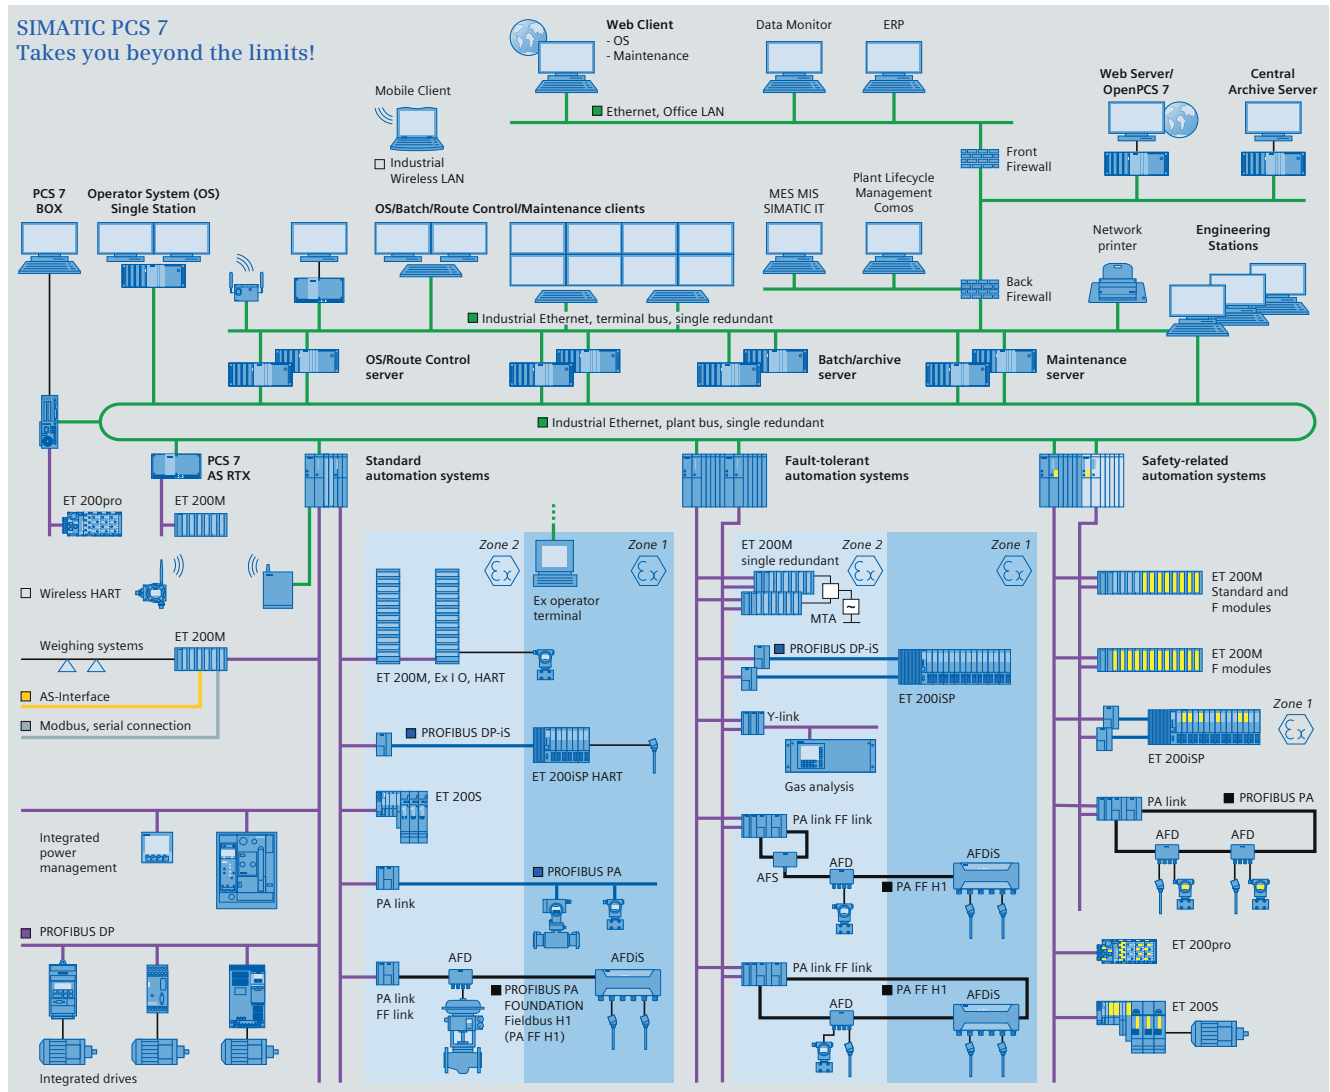 SIMATIC PCS 7
Takes you beyond the limits!
Web Client
- OS
- Maintenance
Data Monitor
ERP
Web Server/
OpenPCS 7
Central
Archive Server
Mobile Client
Ethernet, Office LAN
Industrial
Wireless LAN
Front
Firewall
PCS 7
BOX
Operator System (OS)
Single Station
OS/Batch/Route Control/Maintenance clients
MES MIS
SIMATIC IT
Plant Lifecycle
Management
Comos
Network
printer
Engineering
Stations
Back
Firewall
Industrial Ethernet, terminal bus, single redundant
OS/Route Control
server
Batch/archive
server
Maintenance
server
Industrial Ethernet, plant bus, single redundant
PCS 7
AS RTX
Standard
automation systems
Fault-tolerant
automation systems
Safety-related
automation systems
ET 200pro
ET 200M
Wireless HART
Weighing systems
ET 200M
AS-Interface
Modbus, serial connection
Integrated
power
management
PROFIBUS DP
Integrated drives
Zone 2
Ex
Zone 1
Ex
Ex operator
terminal
ET 200M, Ex I O, HART
PROFIBUS DP-iS
ET 200iSP HART
ET 200S
PROFIBUS PA
PA link
AFD
AFDiS
PA link
FF link
PROFIBUS PA
FOUNDATION
Fieldbus H1
(PA FF H1)
ET 200M
single redundant
Zone 2
Ex
Zone 1
Ex
MTA
~
PROFIBUS DP-iS
ET 200iSP
Y-link
Gas analysis
PA link FF link
AFS
AFD
PA FF H1
AFDiS
PA link FF link
PA FF H1
AFD
AFDiS
ET 200M
Standard and
F modules
ET 200M
F modules
Zone 1
Ex
ET 200iSP
PA link
PROFIBUS PA
AFD
AFD
ET 200pro
ET 200S